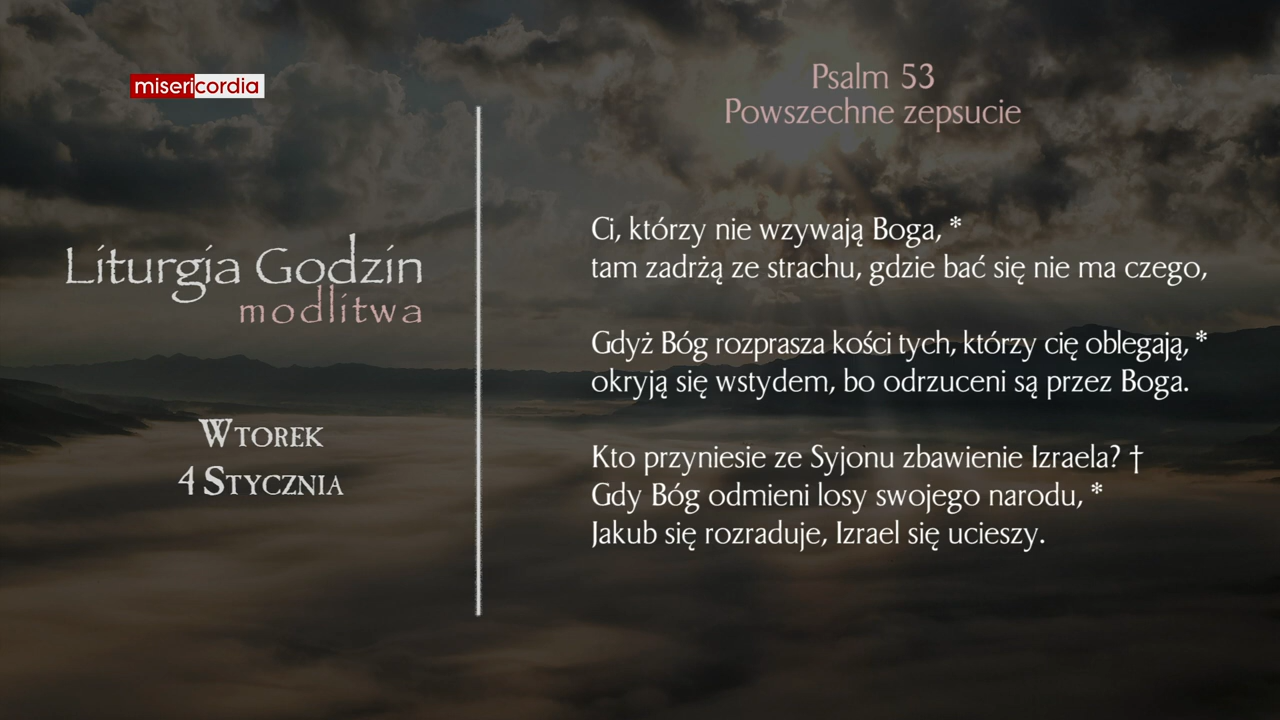 misericordia
Liturgia Godzin
modlitwa
Wtorek
4 Stycznia
Psalm 53
Powszechne zepsucie
Ci, którzy nie wzywają Boga, *
tam zadrżą ze strachu, gdzie bać się nie ma czego,
Gdyż Bóg rozprasza kości tych, którzy cię oblegają, *
okryją się wstydem, bo odrzuceni są przez Boga.
Kto przyniesie ze Syjonu zbawienie Izraela? †
Gdy Bóg odmieni losy swojego narodu, *
Jakub się rozraduje, Izrael się ucieszy.